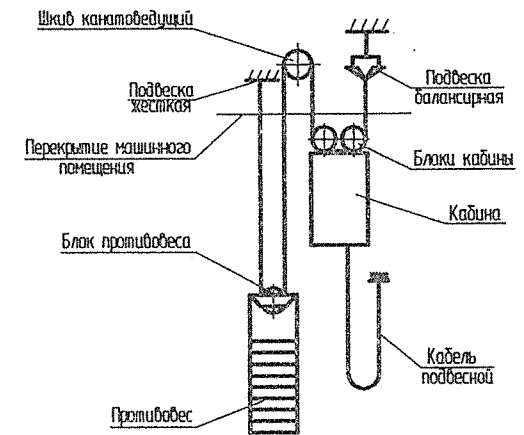 Шкив канатоведущий
Подвеска
жесткая
Подвеска
балансирная
Перекрытие машинного
помещения
Блоки кабины
Кабина
Блок противовеса
Кабель
подвесной
Противовес